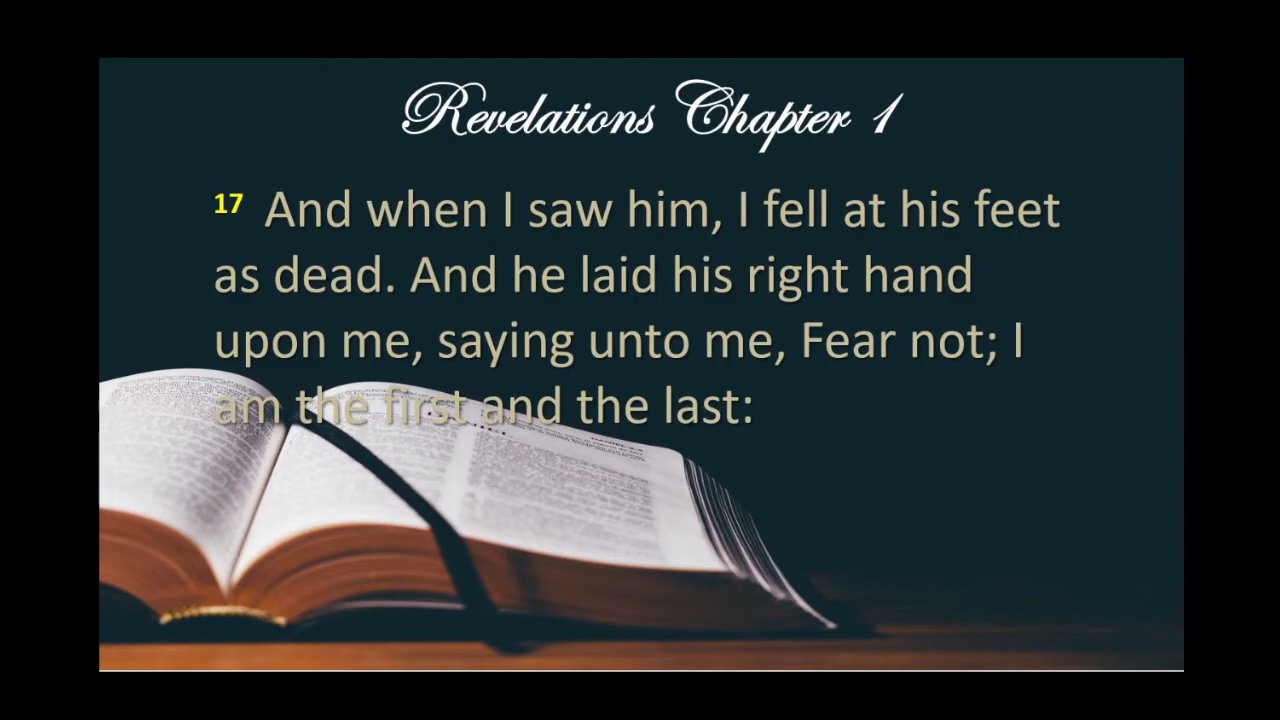 Revelations Chapter 1
17 And when I saw him, I fell at his feet
as dead. And he laid his right hand
upon me, saying unto me, Fear not; I
am the first and the last: